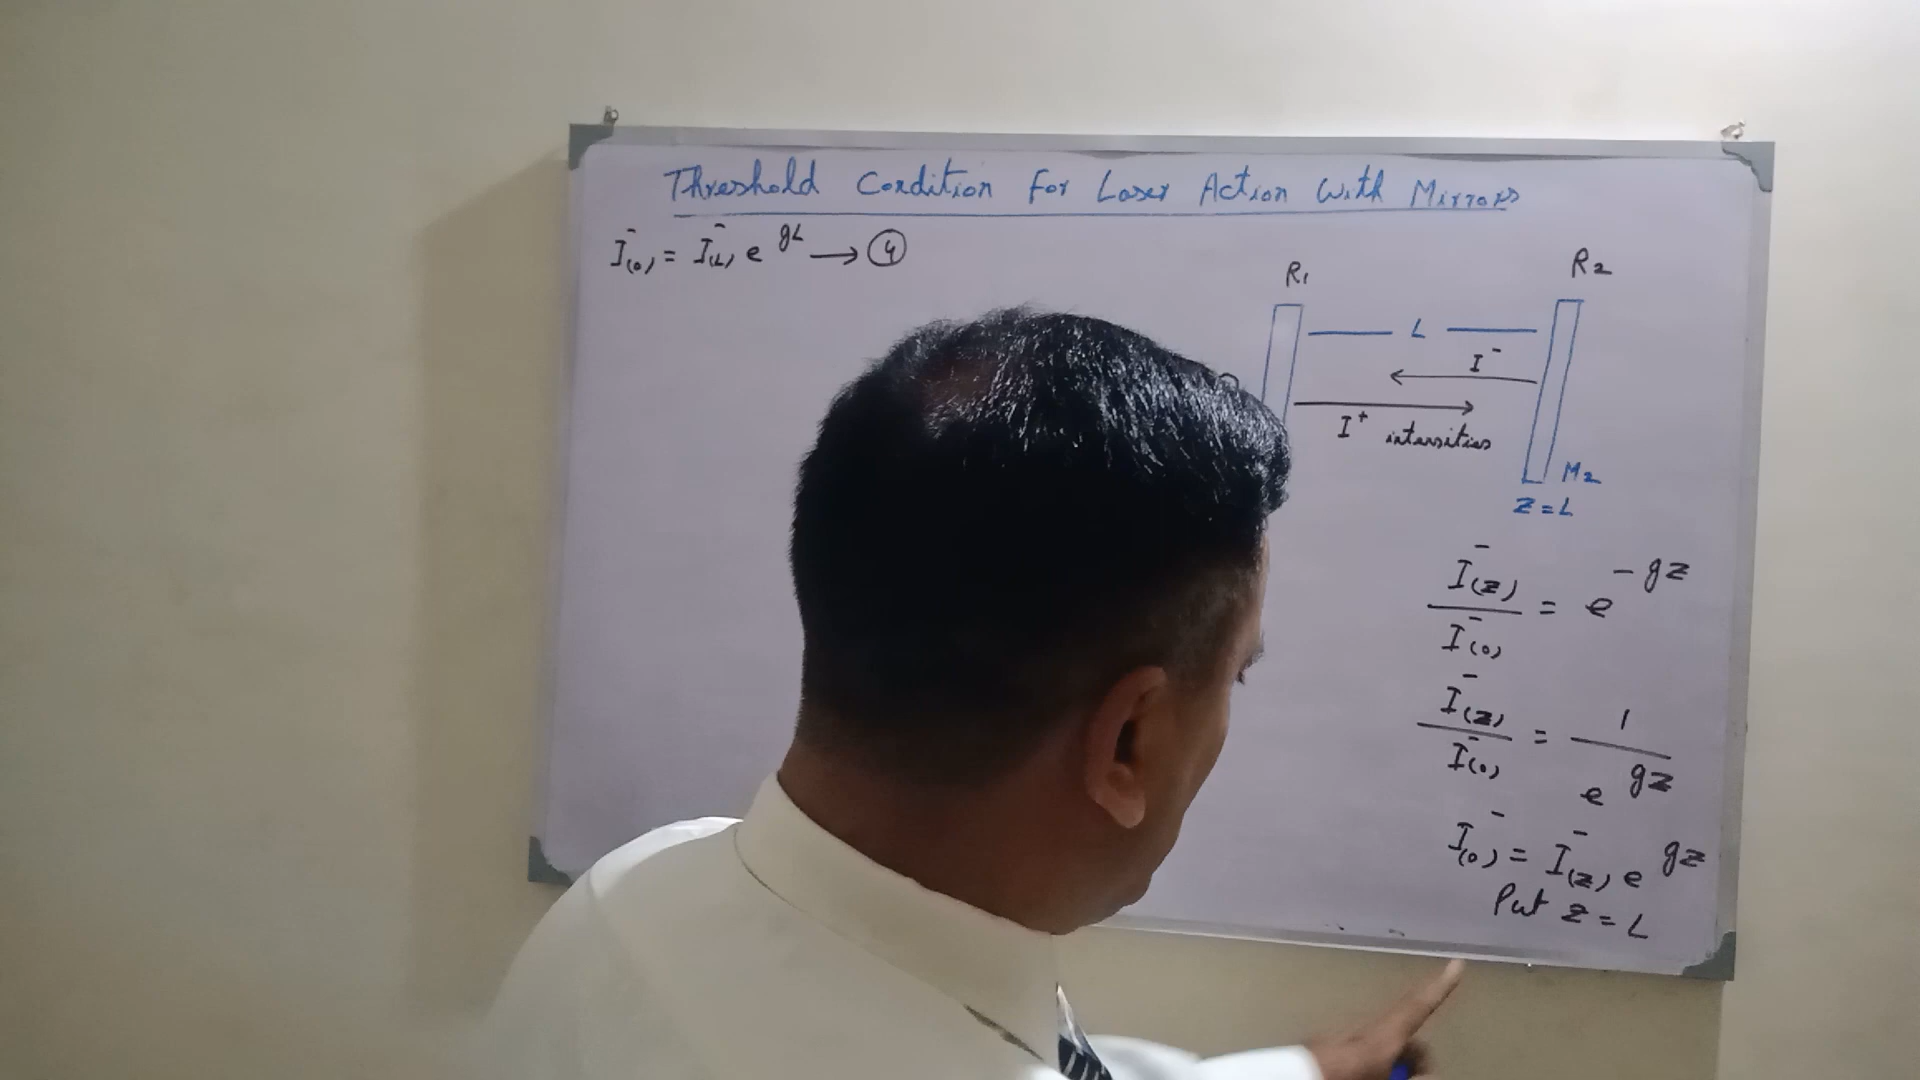 Threshold Condition For Laser Action With Mirrors
I⁻(0) = I⁻(L) e^gL → ④
R₁
R₂
L
I⁻
I⁺ intensities
M₂
Z = L
I⁻(z) / I⁻(0) = e^-gz
I⁻(z) / I⁻(0) = 1 / e^gz
I⁻(0) = I⁻(z) e^gz
Put z = L